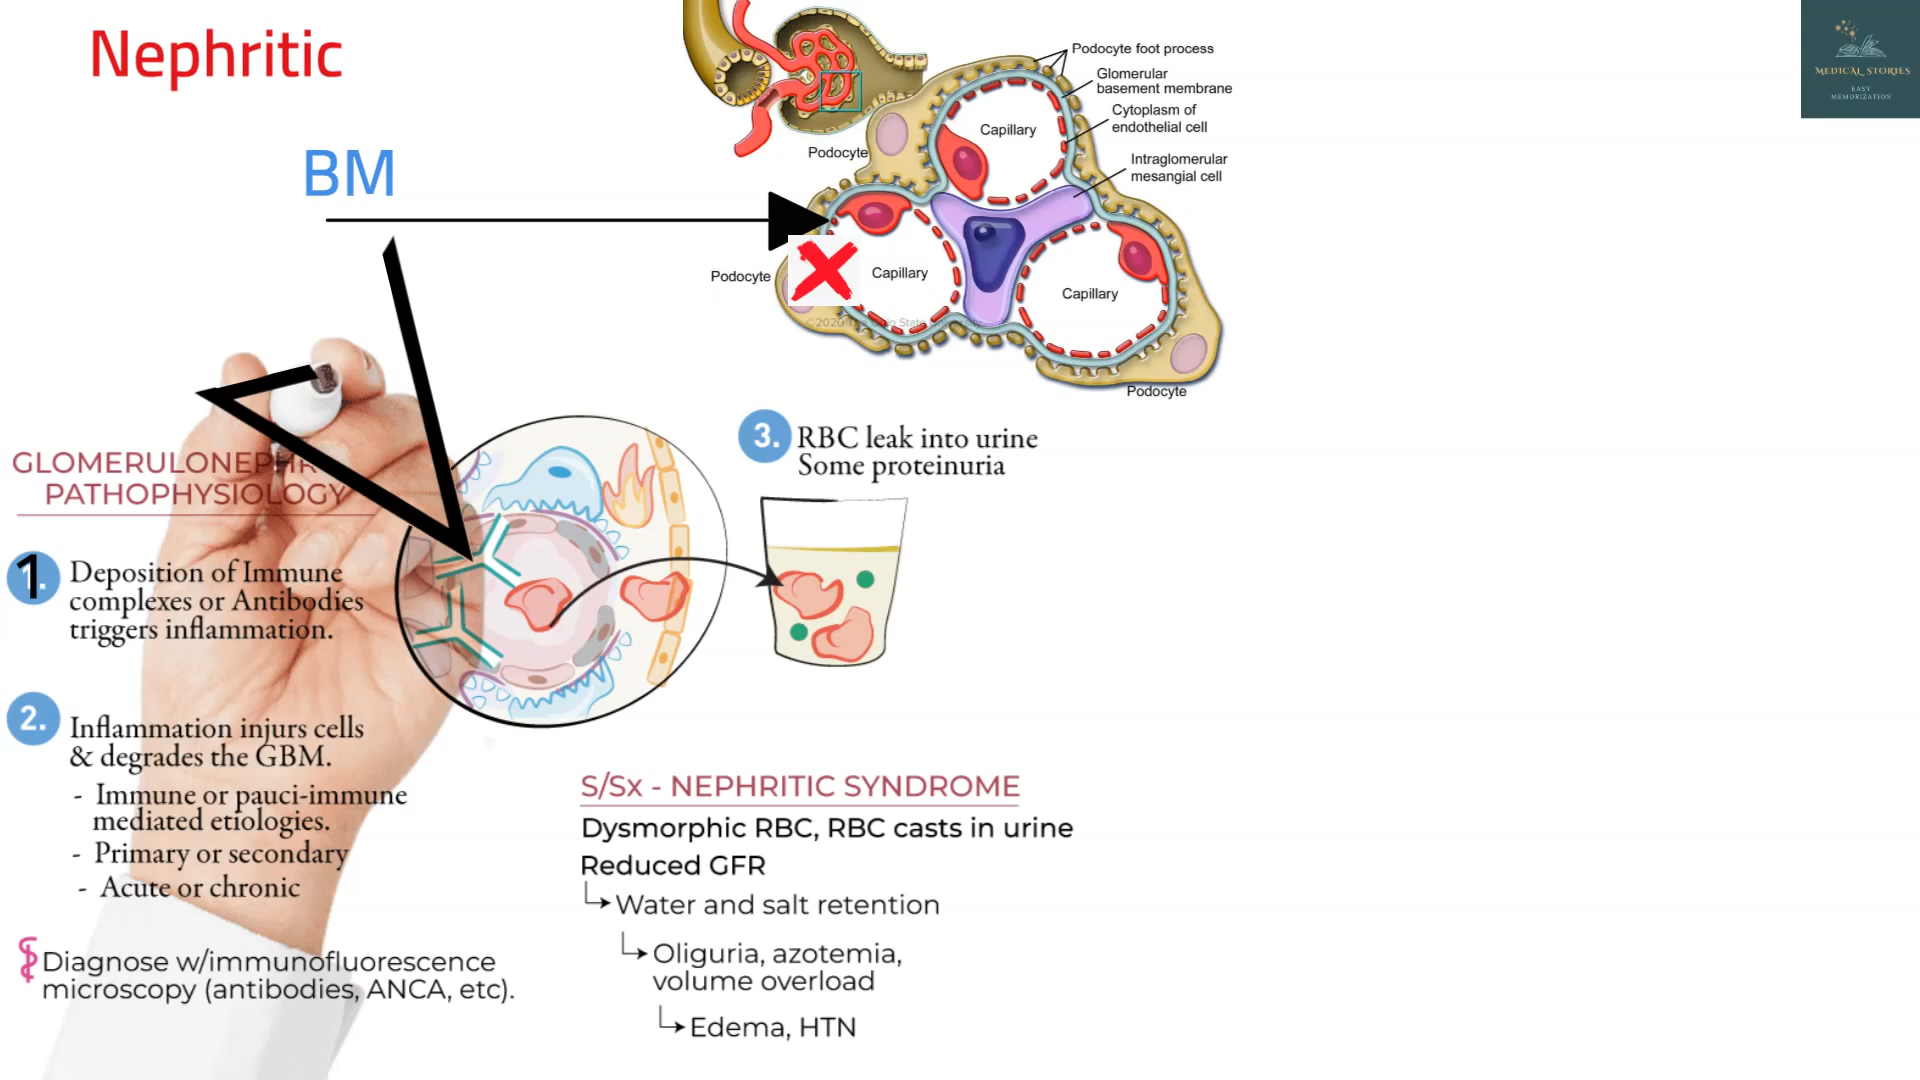 Nephritic
BM
Podocyte foot process
Glomerular
basement membrane
Cytoplasm of
endothelial cell
Intraglomerular
mesangial cell
Capillary
Podocyte
Podocyte
Capillary
Capillary
Podocyte
MEDICAL STORIES
EASY
MEMORIZATION
GLOMERULONEPHR
PATHOPHYSIOLOGY
1.
Deposition of Immune
complexes or Antibodies
triggers inflammation.
2.
Inflammation injurs cells
& degrades the GBM.
- Immune or pauci-immune
mediated etiologies.
- Primary or secondary
- Acute or chronic
Diagnose w/immunofluorescence
microscopy (antibodies, ANCA, etc).
3.
RBC leak into urine
Some proteinuria
S/Sx - NEPHRITIC SYNDROME
Dysmorphic RBC, RBC casts in urine
Reduced GFR
Water and salt retention
Oliguria, azotemia,
volume overload
Edema, HTN